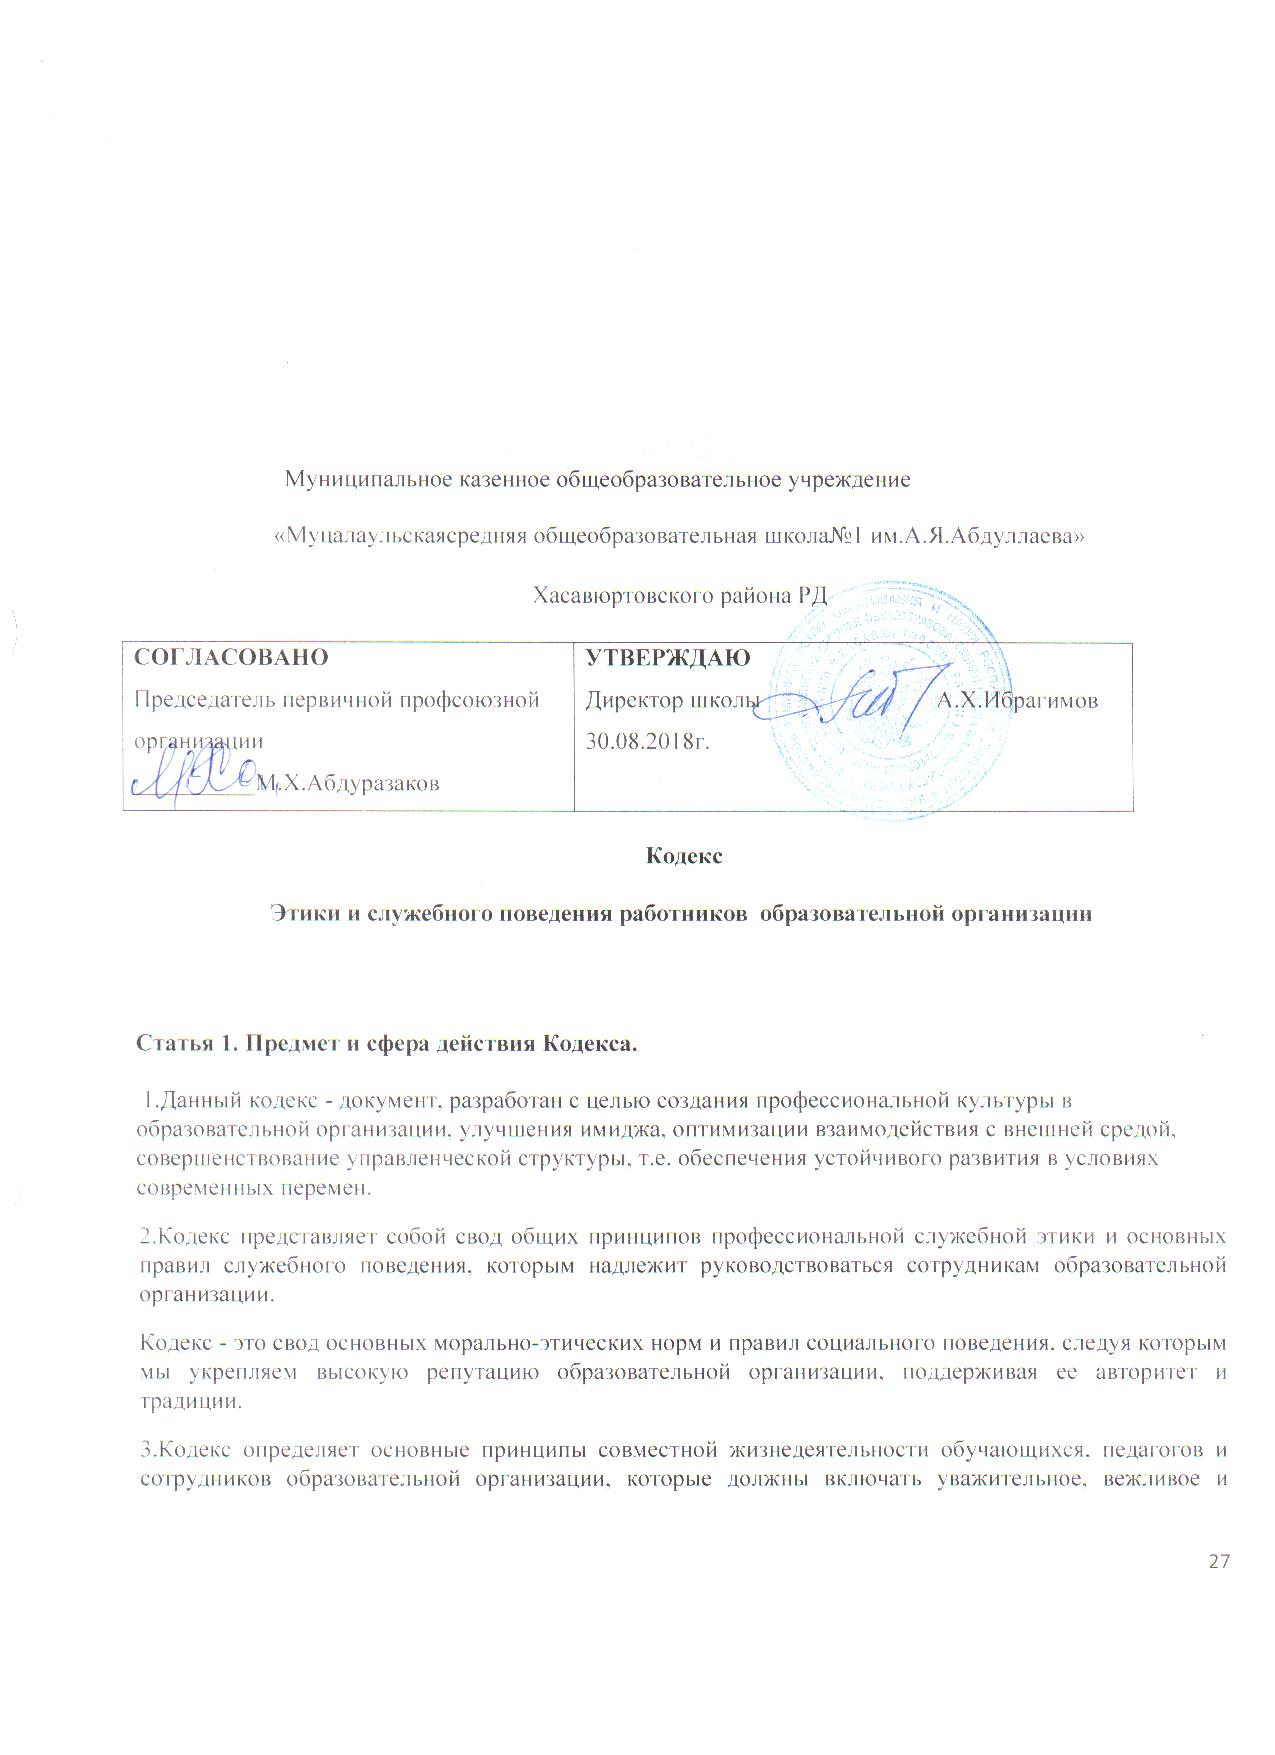 Муниципальное казенное общеобразовательное учреждение
«Муцалаульскаясредняя общеобразовательная школа№1 им.А.Я.Абдуллаева»
Хасавюртовского района РД
СОГЛАСОВАНО
Председатель первичной профсоюзной
организации
__________М.Х.Абдуразаков
УТВЕРЖДАЮ
Директор школы А.Х.Ибрагимов
30.08.2018г.
Кодекс
Этики и служебного поведения работников образовательной организации
Статья 1. Предмет и сфера действия Кодекса.
1.Данный кодекс - документ, разработан с целью создания профессиональной культуры в
образовательной организации, улучшения имиджа, оптимизации взаимодействия с внешней средой,
совершенствование управленческой структуры, т.е. обеспечения устойчивого развития в условиях
современных перемен.
2.Кодекс представляет собой свод общих принципов профессиональной служебной этики и основных
правил служебного поведения, которым надлежит руководствоваться сотрудникам образовательной
организации.
Кодекс - это свод основных морально-этических норм и правил социального поведения, следуя которым
мы укрепляем высокую репутацию образовательной организации, поддерживая ее авторитет и
традиции.
3.Кодекс определяет основные принципы совместной жизнедеятельности обучающихся, педагогов и
сотрудников образовательной организации, которые должны включать уважительное, вежливое и
27